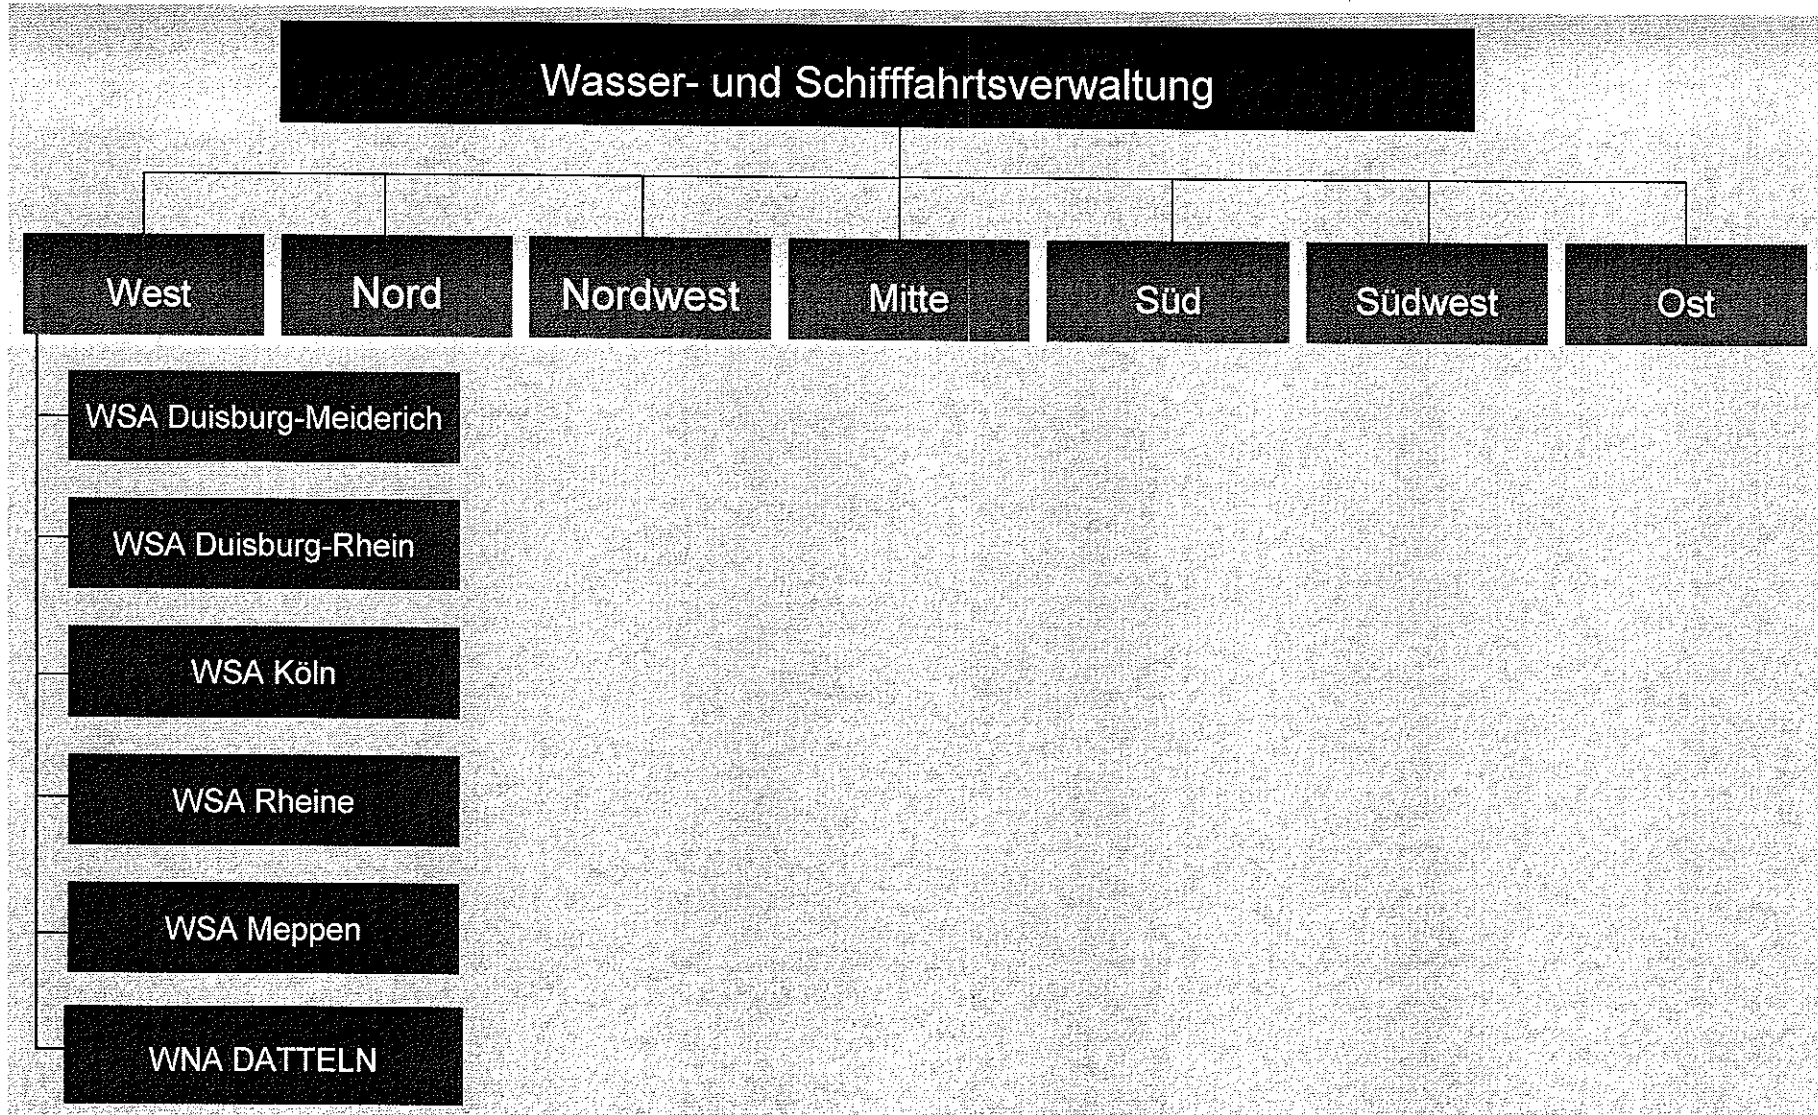 Wasser- und Schifffahrtsverwaltung
West
Nord
Nordwest
Mitte
Süd
Südwest
Ost
WSA Duisburg-Meiderich
WSA Duisburg-Rhein
WSA Köln
WSA Rheine
WSA Meppen
WNA DATTELN